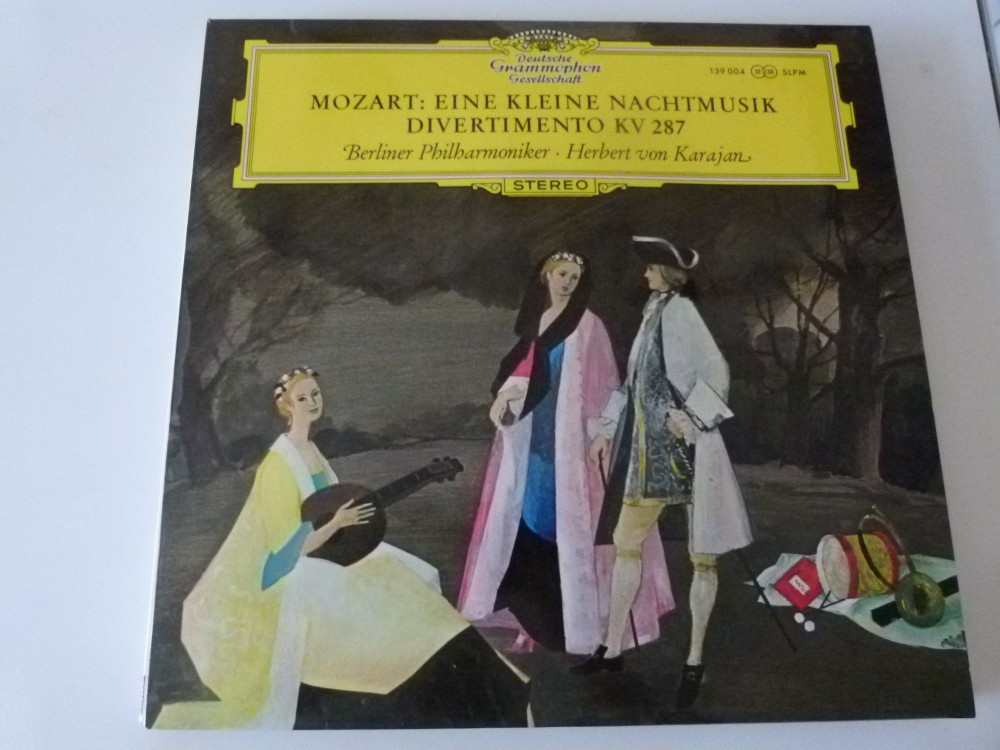 Deutsche
Grammophon
Gesellschaft
139 004 SLPM
MOZART: EINE KLEINE NACHTMUSIK
DIVERTIMENTO KV 287
Berliner Philharmoniker · Herbert von Karajan
STEREO